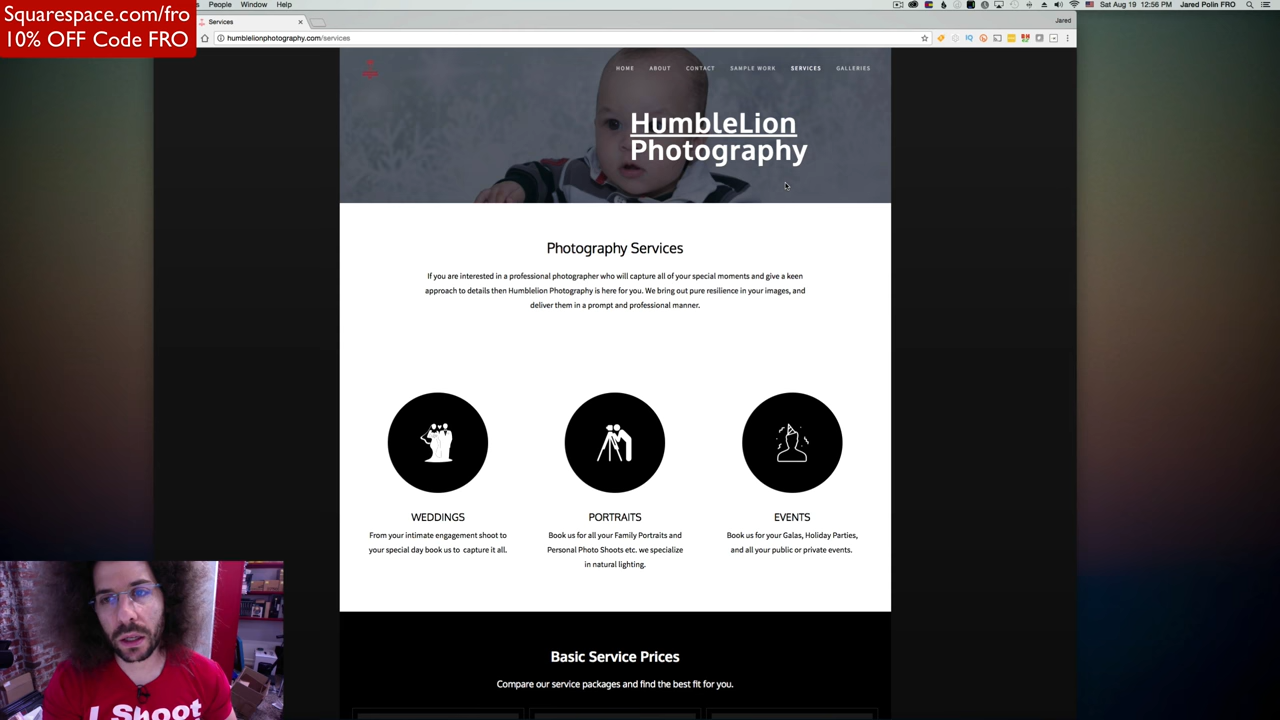 Squarespace.com/fro
10% OFF Code FRO
People Window Help
Sat Aug 19 12:56 PM Jared Polin FRO
Services
Jared
humblelionphotography.com/services
HOME ABOUT CONTACT SAMPLE WORK SERVICES GALLERIES
HumbleLion
Photography
Photography Services
If you are interested in a professional photographer who will capture all of your special moments and give a keen
approach to details then Humblelion Photography is here for you. We bring out pure resilience in your images, and
deliver them in a prompt and professional manner.
WEDDINGS
From your intimate engagement shoot to
your special day book us to capture it all.
PORTRAITS
Book us for all your Family Portraits and
Personal Photo Shoots etc. we specialize
in natural lighting.
EVENTS
Book us for your Galas, Holiday Parties,
and all your public or private events.
Basic Service Prices
Compare our service packages and find the best fit for you.
I Shoot